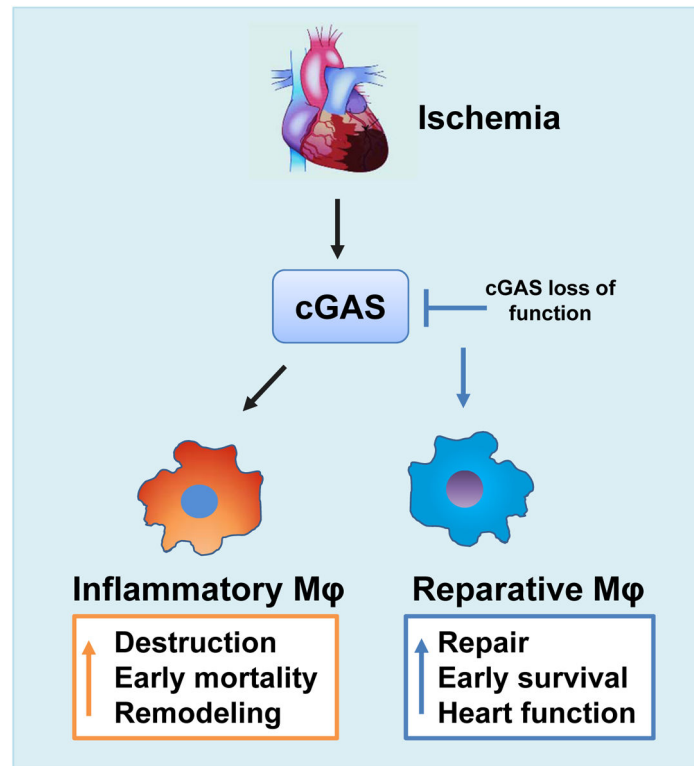 Ischemia
cGAS
cGAS loss of
function
Inflammatory Mφ
Destruction
Early mortality
Remodeling
Reparative Mφ
Repair
Early survival
Heart function